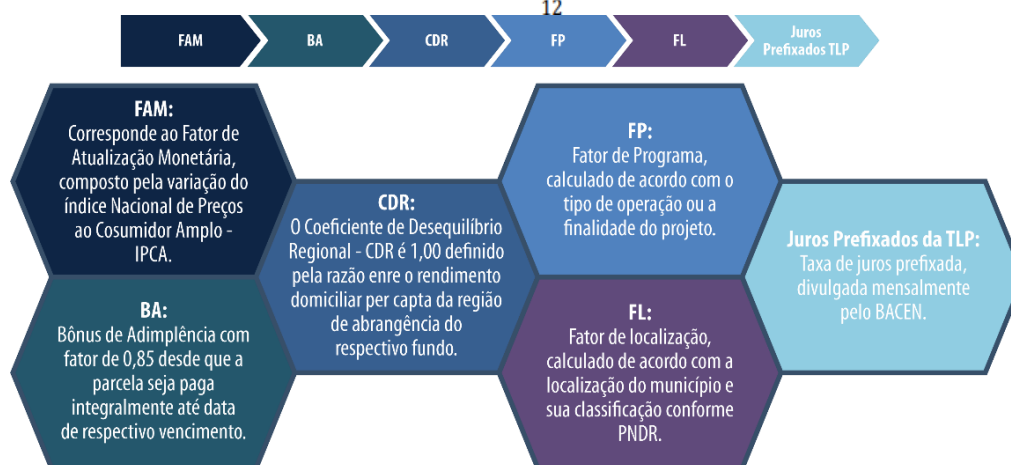 12
FAM
BA
CDR
FP
FL
Juros
Prefixados TLP
FAM:
Corresponde ao Fator de
Atualização Monetária,
composto pela variação do
índice Nacional de Preços
ao Cosumidor Amplo -
IPCA.
BA:
Bônus de Adimplência com
fator de 0,85 desde que a
parcela seja paga
integralmente até data
de respectivo vencimento.
CDR:
O Coeficiente de Desequilíbrio
Regional - CDR é 1,00 definido
pela razão enre o rendimento
domiciliar per capta da região
de abrangência do
respectivo fundo.
FP:
Fator de Programa,
calculado de acordo com o
tipo de operação ou a
finalidade do projeto.
FL:
Fator de localização,
calculado de acordo com a
localização do município e
sua classificação conforme
PNDR.
Juros Prefixados da TLP:
Taxa de juros prefixada,
divulgada mensalmente
pelo BACEN.